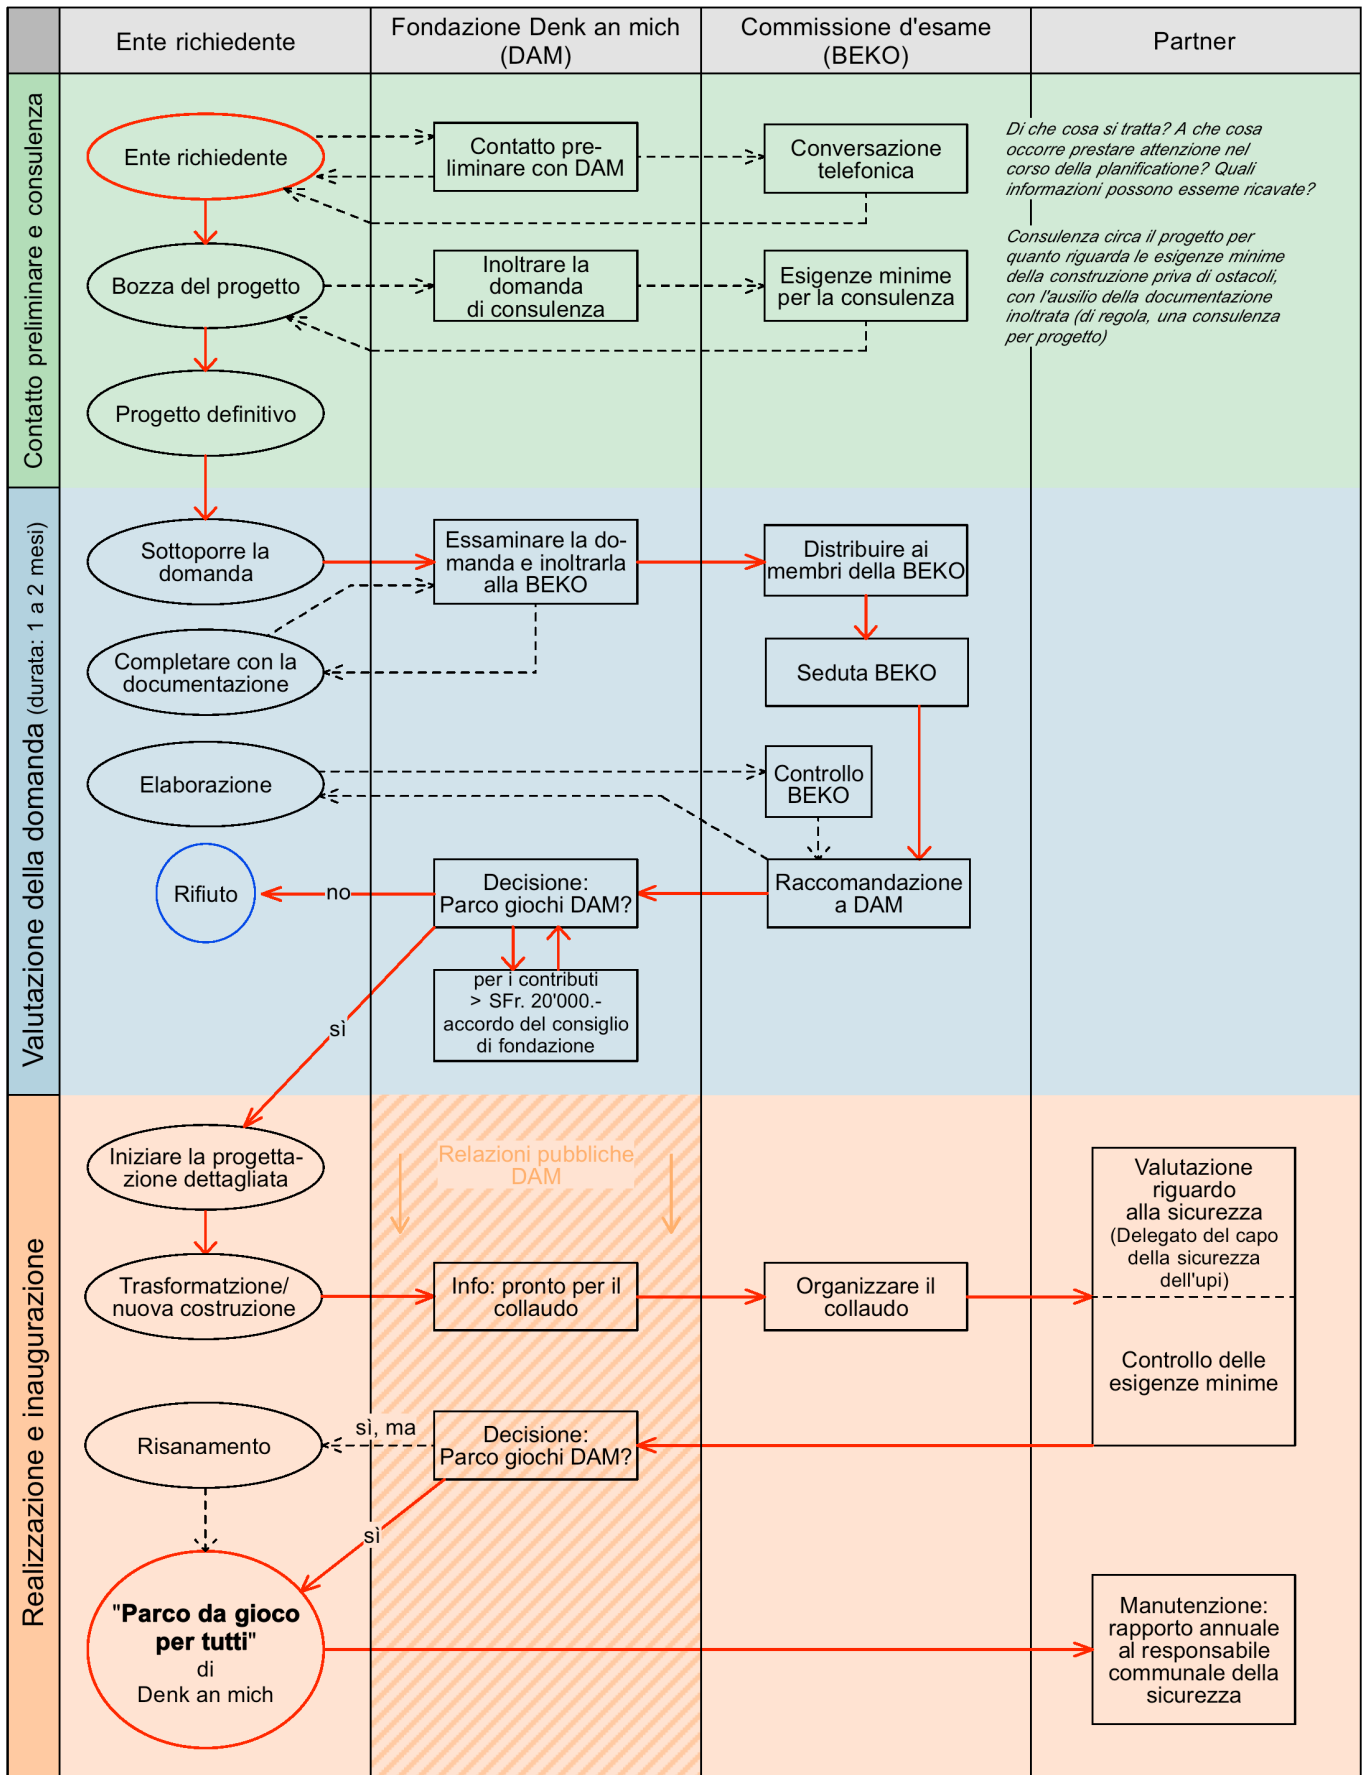 Ente richiedente
Fondazione Denk an mich
(DAM)
Commissione d'esame
(BEKO)
Partner
Contatto preliminare e consulenza
Ente richiedente
Contatto pre-
liminare con DAM
Conversazione
telefonica
Di che cosa si tratta? A che cosa
occorre prestare attenzione nel
corso della planificatione? Quali
informazioni possono esseme ricavate?
Bozza del progetto
Inoltrare la
domanda
di consulenza
Esigenze minime
per la consulenza
Consulenza circa il progetto per
quanto riguarda le esigenze minime
della construzione priva di ostacoli,
con l'ausilio della documentazione
inoltrata (di regola, una consulenza
per progetto)
Progetto definitivo
Valutazione della domanda (durata: 1 a 2 mesi)
Sottoporre la
domanda
Essaminare la do-
manda e inoltrarla
alla BEKO
Distribuire ai
membri della BEKO
Completare con la
documentazione
Seduta BEKO
Elaborazione
Controllo
BEKO
Rifiuto
no
Decisione:
Parco giochi DAM?
Raccomandazione
a DAM
per i contributi
> SFr. 20'000.-
accordo del consiglio
di fondazione
sì
Realizzazione e inaugurazione
Iniziare la progetta-
zione dettagliata
Relazioni pubbliche
DAM
Valutazione
riguardo
alla sicurezza
(Delegato del capo
della sicurezza
dell'upi)
Trasformatzione/
nuova costruzione
Info: pronto per il
collaudo
Organizzare il
collaudo
Controllo delle
esigenze minime
Risanamento
sì, ma
Decisione:
Parco giochi DAM?
sì
"Parco da gioco
per tutti"
di
Denk an mich
Manutenzione:
rapporto annuale
al responsabile
communale della
sicurezza